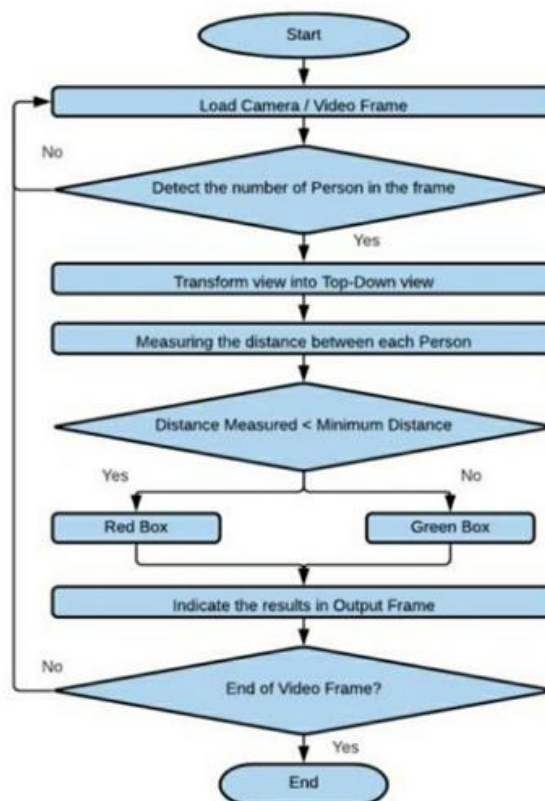 Start
Load Camera / Video Frame
No
Detect the number of Person in the frame
Yes
Transform view into Top-Down view
Measuring the distance between each Person
Distance Measured < Minimum Distance
Yes
No
Red Box
Green Box
Indicate the results in Output Frame
No
End of Video Frame?
Yes
End